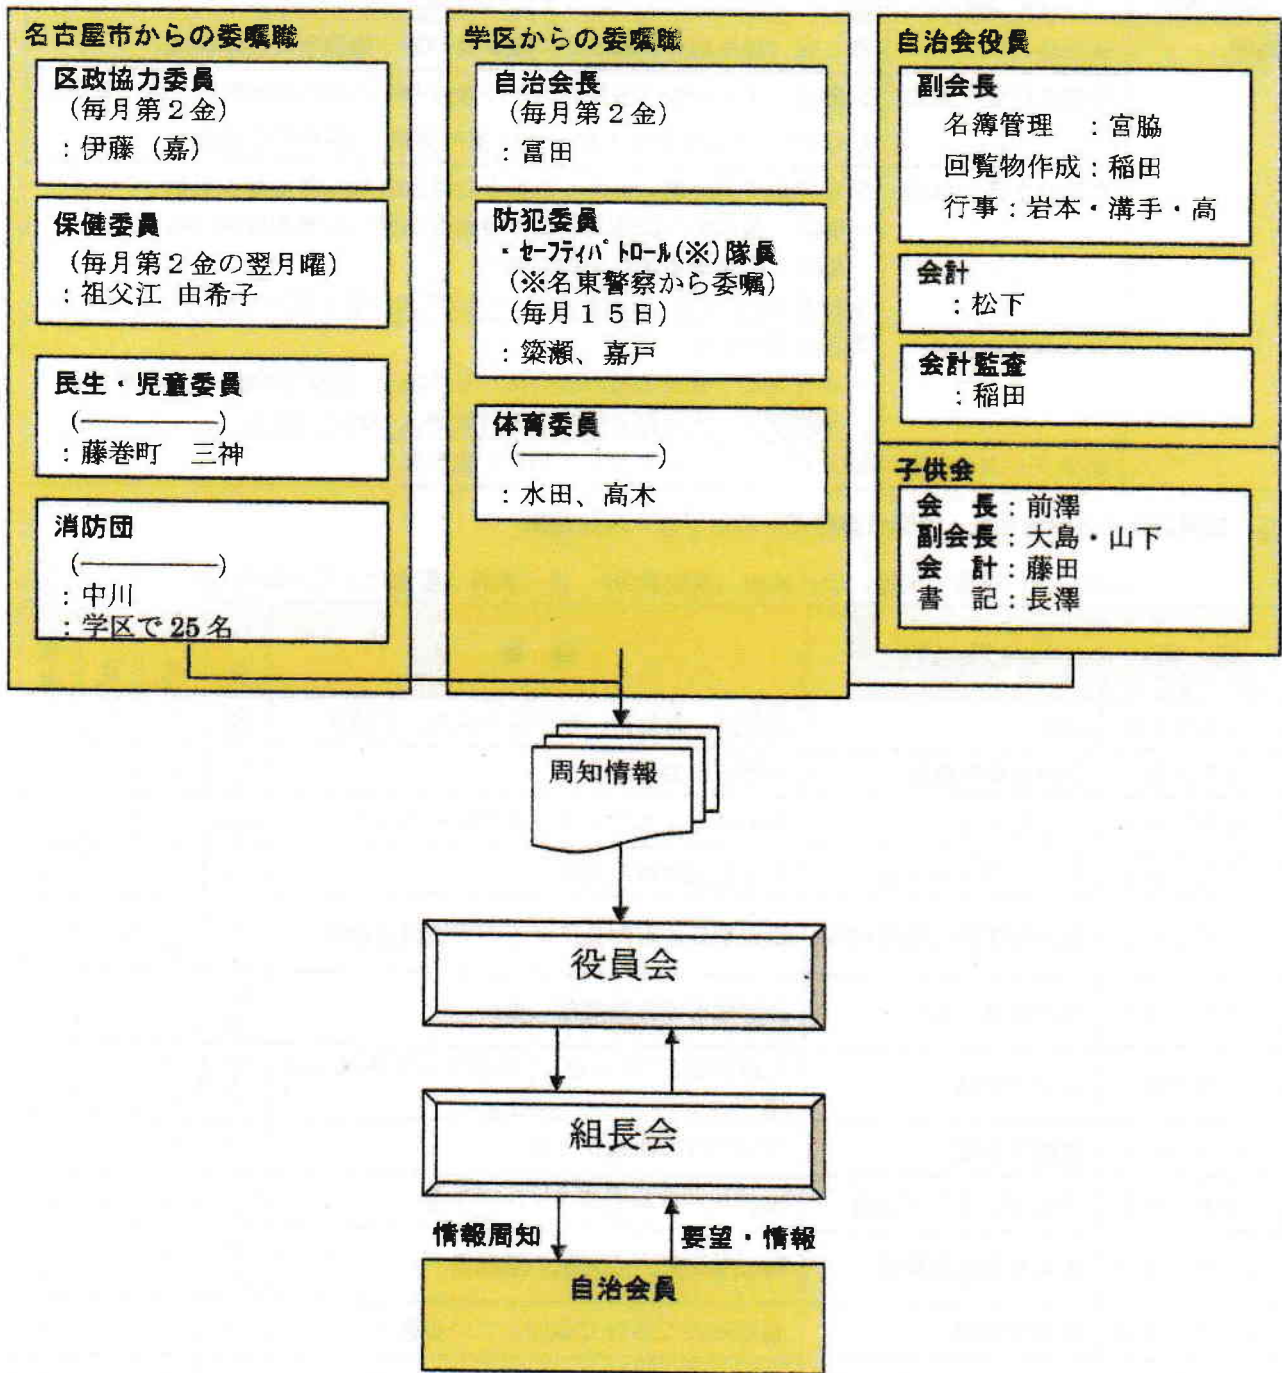 名古屋市からの委嘱職
区政協力委員
(毎月第2金)
:伊藤(嘉)
保健委員
(毎月第2金の翌月曜)
:祖父江 由希子
民生・児童委員
(――――――)
:藤巻町 三神
消防団
(――――――)
:中川
:学区で25名
学区からの委嘱職
自治会長
(毎月第2金)
:冨田
防犯委員
・セーフティパトロール(※)隊員
(※名東警察から委嘱)
(毎月15日)
:簗瀬、嘉戸
体育委員
(――――――)
:水田、高木
自治会役員
副会長
名簿管理 :宮脇
回覧物作成:稲田
行事:岩本・溝手・高
会計
:松下
会計監査
:稲田
子供会
会 長:前澤
副会長:大島・山下
会 計:藤田
書 記:長澤
周知情報
役員会
組長会
情報周知
要望・情報
自治会員